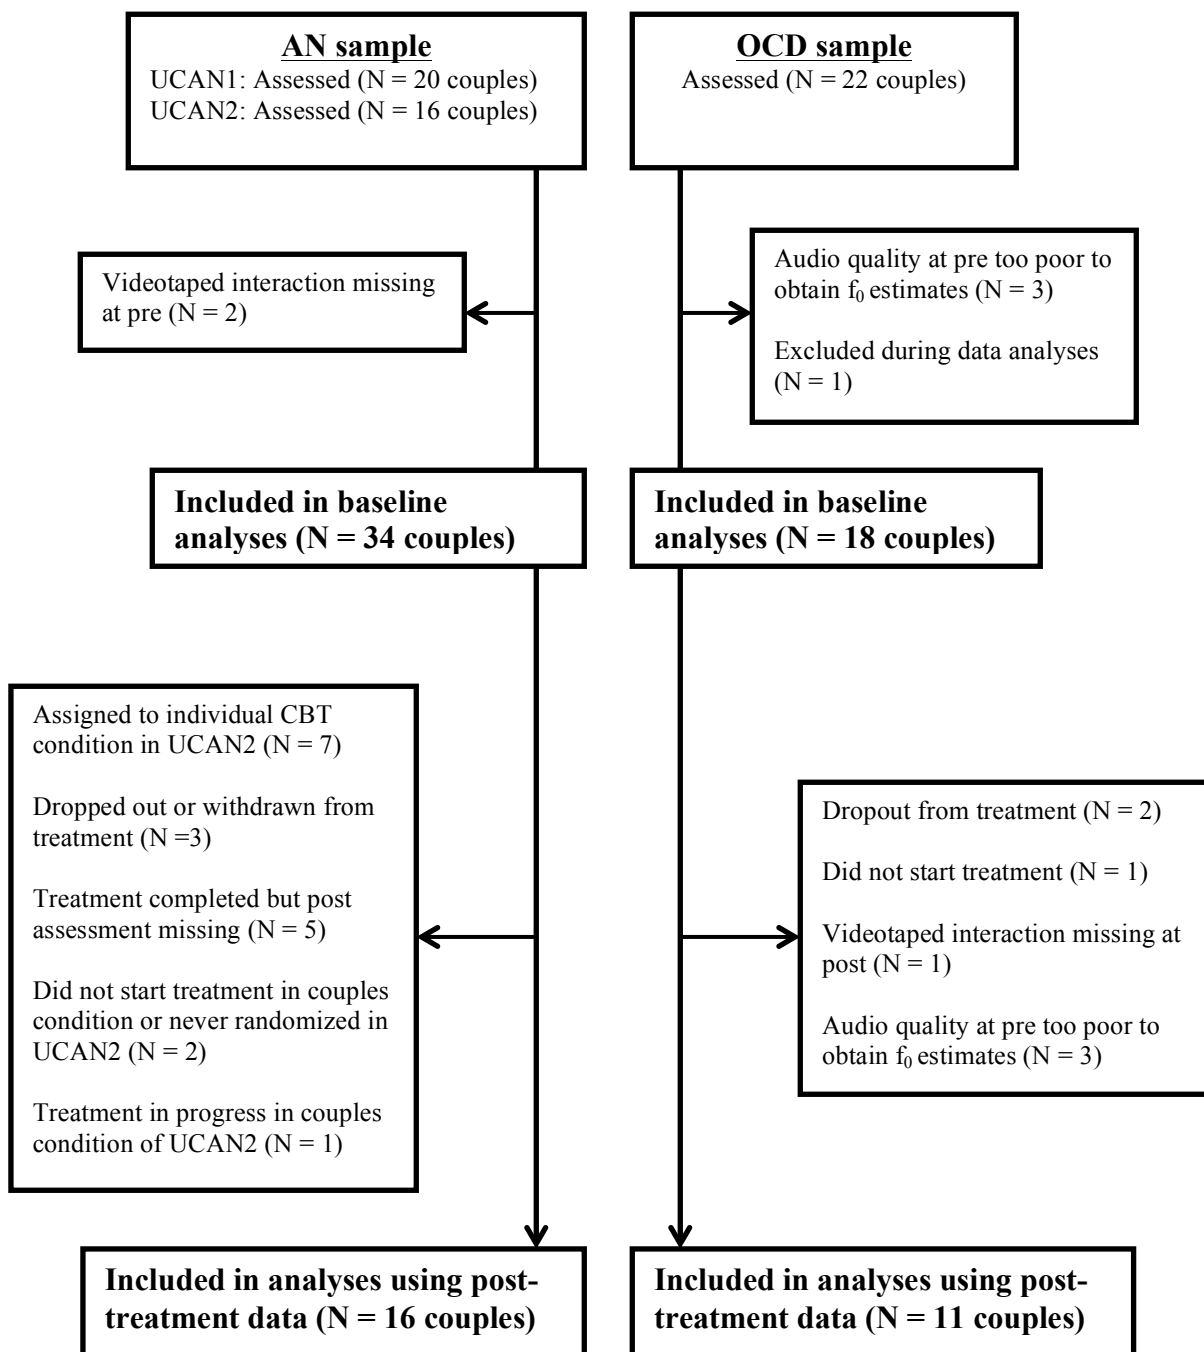 AN sample
UCAN1: Assessed (N = 20 couples)
UCAN2: Assessed (N = 16 couples)
OCD sample
Assessed (N = 22 couples)
Videotaped interaction missing
at pre (N = 2)
Audio quality at pre too poor to
obtain f₀ estimates (N = 3)
Excluded during data analyses
(N = 1)
Included in baseline
analyses (N = 34 couples)
Included in baseline
analyses (N = 18 couples)
Assigned to individual CBT
condition in UCAN2 (N = 7)
Dropped out or withdrawn from
treatment (N =3)
Treatment completed but post
assessment missing (N = 5)
Did not start treatment in couples
condition or never randomized in
UCAN2 (N = 2)
Treatment in progress in couples
condition of UCAN2 (N = 1)
Dropout from treatment (N = 2)
Did not start treatment (N = 1)
Videotaped interaction missing at
post (N = 1)
Audio quality at pre too poor to
obtain f₀ estimates (N = 3)
Included in analyses using post-
treatment data (N = 16 couples)
Included in analyses using post-
treatment data (N = 11 couples)